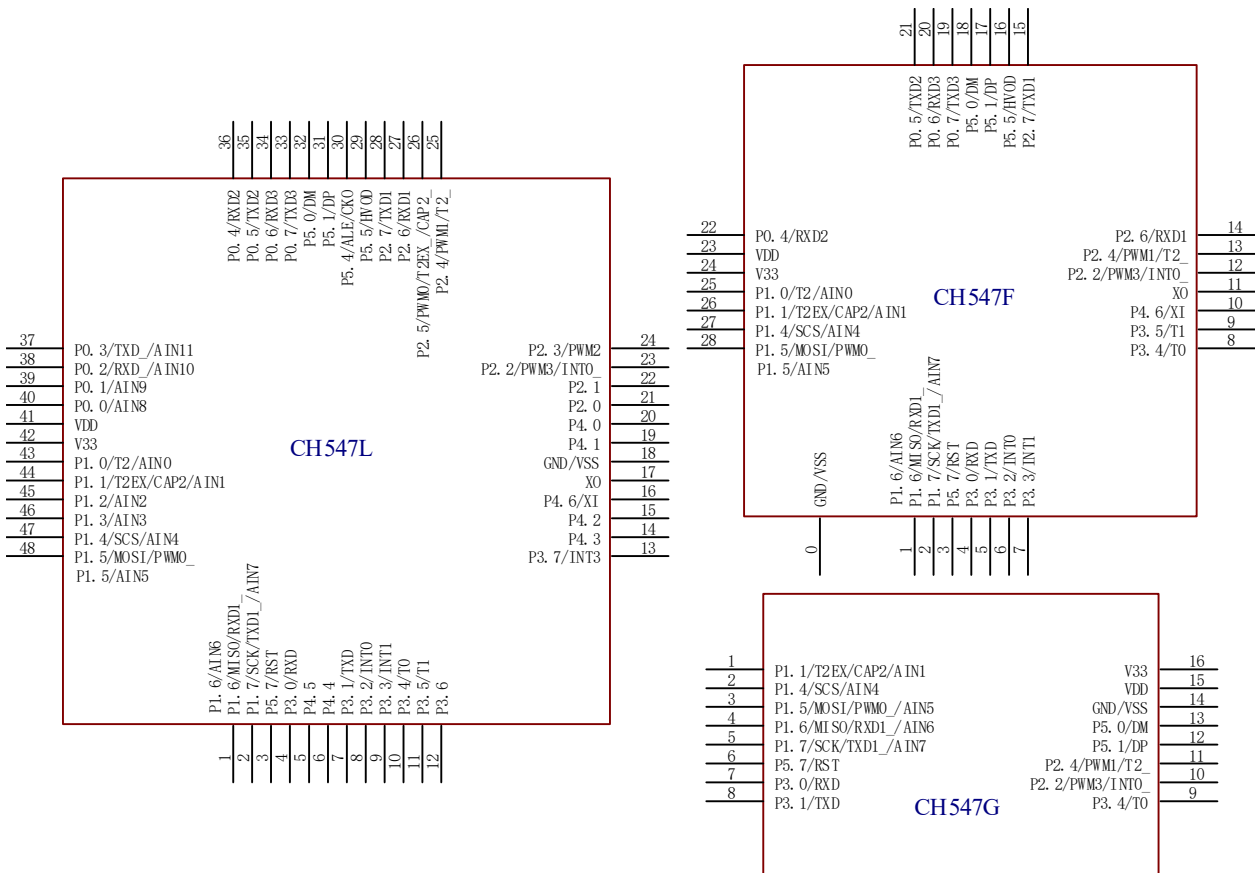 CH547L
36 P0.4/RXD2
35 P0.5/TXD2
34 P0.6/RXD3
33 P0.7/TXD3
32 P5.0/DM
31 P5.1/DP
30 P5.4/ALE/CKO
29 P5.5/HVOD
28 P2.7/TXD1
27 P2.6/RXD1
26 P2.5/PWM0/T2EX_/CAP2_
25 P2.4/PWM1/T2_
37 P0.3/TXD_/AIN11
38 P0.2/RXD_/AIN10
39 P0.1/AIN9
40 P0.0/AIN8
41 VDD
42 V33
43 P1.0/T2/AIN0
44 P1.1/T2EX/CAP2/AIN1
45 P1.2/AIN2
46 P1.3/AIN3
47 P1.4/SCS/AIN4
48 P1.5/MOSI/PWM0_
P1.5/AIN5
P2.3/PWM2 24
P2.2/PWM3/INT0_ 23
P2.1 22
P2.0 21
P4.0 20
P4.1 19
GND/VSS 18
XO 17
P4.6/XI 16
P4.2 15
P4.3 14
P3.7/INT3 13
P1.6/AIN6
1 P1.6/MISO/RXD1_
2 P1.7/SCK/TXD1_/AIN7
3 P5.7/RST
4 P3.0/RXD
5 P4.5
6 P4.4
7 P3.1/TXD
8 P3.2/INT0
9 P3.3/INT1
10 P3.4/T0
11 P3.5/T1
12 P3.6
CH547F
21 P0.5/TXD2
20 P0.6/RXD3
19 P0.7/TXD3
18 P5.0/DM
17 P5.1/DP
16 P5.5/HVOD
15 P2.7/TXD1
22 P0.4/RXD2
23 VDD
24 V33
25 P1.0/T2/AIN0
26 P1.1/T2EX/CAP2/AIN1
27 P1.4/SCS/AIN4
28 P1.5/MOSI/PWM0_
P1.5/AIN5
P2.6/RXD1 14
P2.4/PWM1/T2_ 13
P2.2/PWM3/INT0_ 12
XO 11
P4.6/XI 10
P3.5/T1 9
P3.4/T0 8
0 GND/VSS
P1.6/AIN6
1 P1.6/MISO/RXD1_
2 P1.7/SCK/TXD1_/AIN7
3 P5.7/RST
4 P3.0/RXD
5 P3.1/TXD
6 P3.2/INT0
7 P3.3/INT1
CH547G
1 P1.1/T2EX/CAP2/AIN1
2 P1.4/SCS/AIN4
3 P1.5/MOSI/PWM0_/AIN5
4 P1.6/MISO/RXD1_/AIN6
5 P1.7/SCK/TXD1_/AIN7
6 P5.7/RST
7 P3.0/RXD
8 P3.1/TXD
V33 16
VDD 15
GND/VSS 14
P5.0/DM 13
P5.1/DP 12
P2.4/PWM1/T2_ 11
P2.2/PWM3/INT0_ 10
P3.4/T0 9